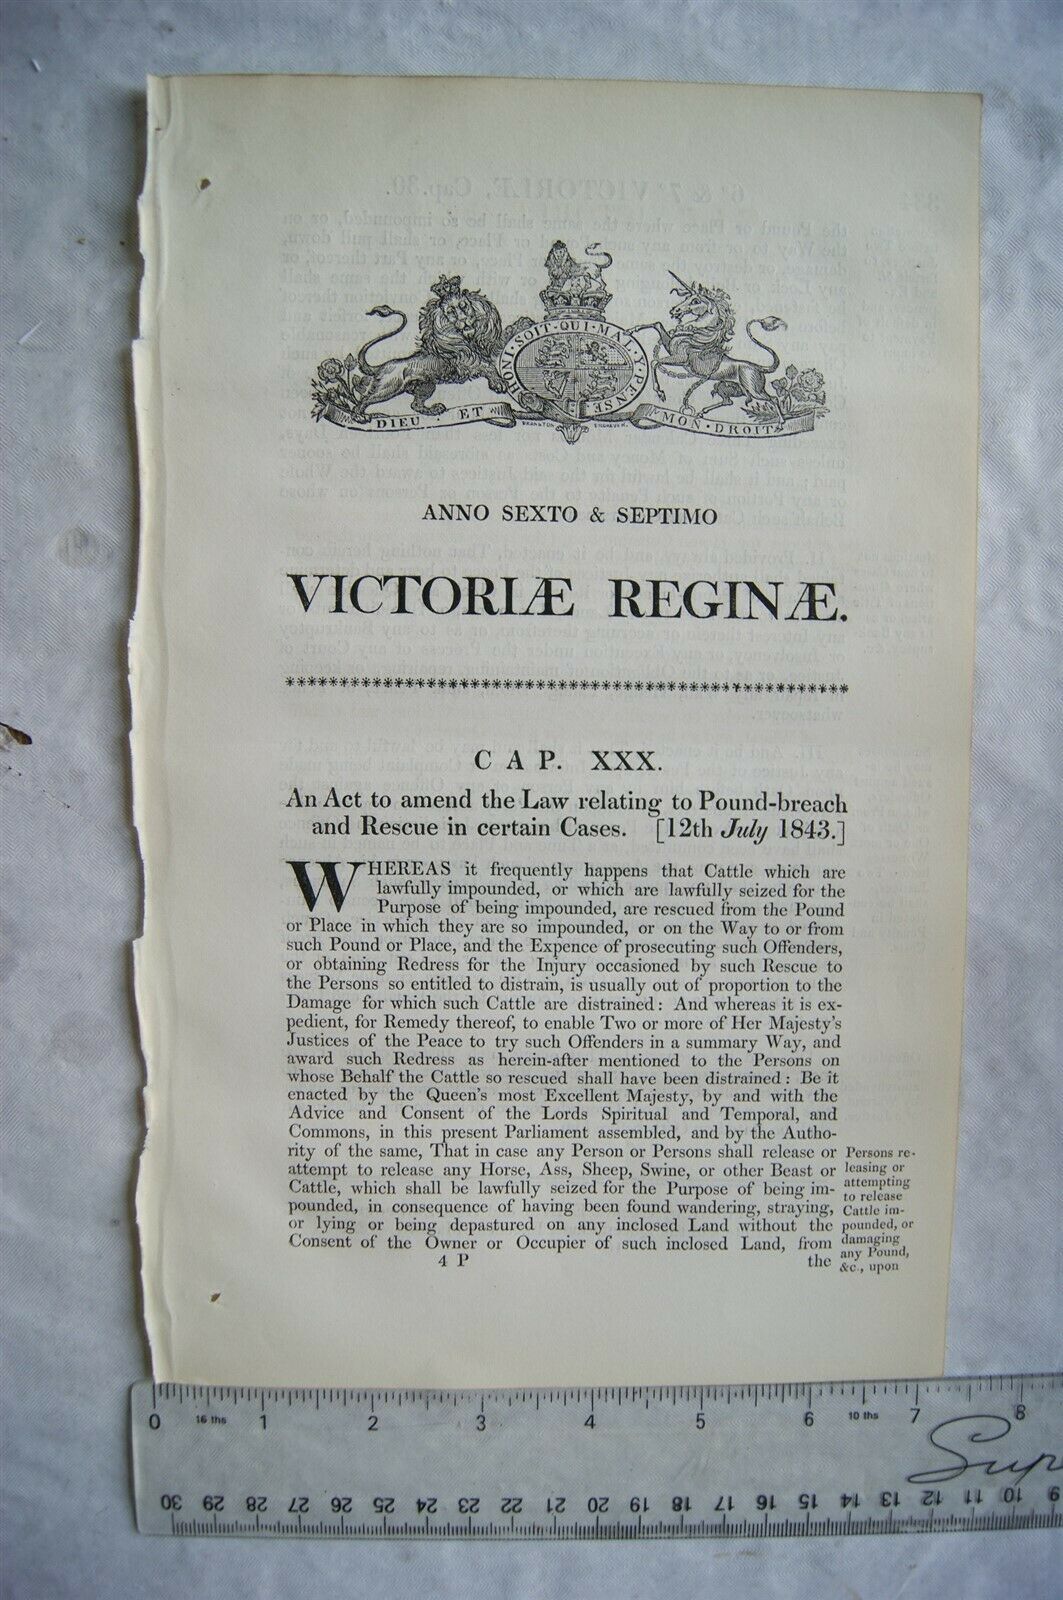 HONI·SOIT·QUI·MAL·Y·PENSE
DIEU · ET
MON · DROIT
ANNO SEXTO & SEPTIMO
VICTORIÆ REGINÆ.
CAP. XXX.
An Act to amend the Law relating to Pound-breach
and Rescue in certain Cases. [12th July 1843.]
WHEREAS it frequently happens that Cattle which are
lawfully impounded, or which are lawfully seized for the
Purpose of being impounded, are rescued from the Pound
or Place in which they are so impounded, or on the Way to or from
such Pound or Place, and the Expence of prosecuting such Offenders,
or obtaining Redress for the Injury occasioned by such Rescue to
the Persons so entitled to distrain, is usually out of proportion to the
Damage for which such Cattle are distrained: And whereas it is ex-
pedient, for Remedy thereof, to enable Two or more of Her Majesty's
Justices of the Peace to try such Offenders in a summary Way, and
award such Redress as herein-after mentioned to the Persons on
whose Behalf the Cattle so rescued shall have been distrained: Be it
enacted by the Queen's most Excellent Majesty, by and with the
Advice and Consent of the Lords Spiritual and Temporal, and
Commons, in this present Parliament assembled, and by the Autho-
rity of the same, That in case any Person or Persons shall release or
attempt to release any Horse, Ass, Sheep, Swine, or other Beast or
Cattle, which shall be lawfully seized for the Purpose of being im-
pounded, in consequence of having been found wandering, straying,
or lying or being depastured on any inclosed Land without the
Consent of the Owner or Occupier of such inclosed Land, from
4 P the
Persons re-
leasing or
attempting
to release
Cattle im-
pounded, or
damaging
any Pound,
&c., upon
0 16 ths 1 2 3 4 5 6 10 ths 7 8
30 29 28 27 26 25 24 23 22 21 20 19 18 17 16 15 14 13 12 11 10 9